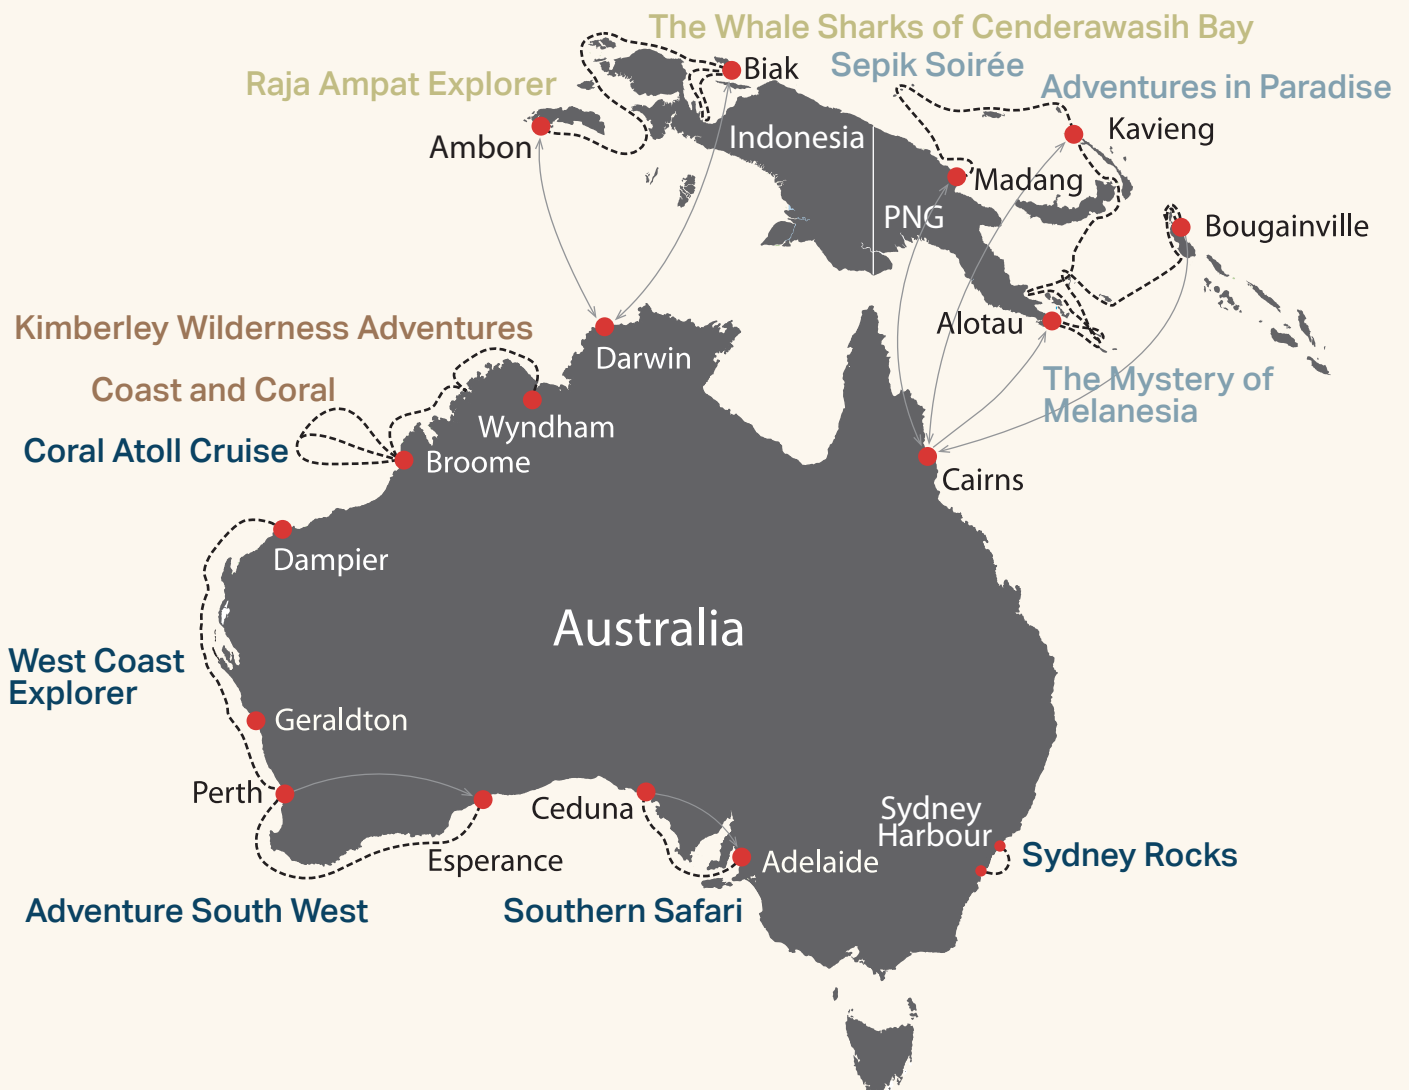 The Whale Sharks of Cenderawasih Bay
Biak
Sepik Soirée
Raja Ampat Explorer
Adventures in Paradise
Kavieng
Ambon
Indonesia
Madang
PNG
Bougainville
Kimberley Wilderness Adventures
Darwin
Alotau
Coast and Coral
The Mystery of
Melanesia
Wyndham
Coral Atoll Cruise
Broome
Cairns
Dampier
Australia
West Coast
Explorer
Geraldton
Perth
Ceduna
Sydney
Harbour
Esperance
Adelaide
Sydney Rocks
Adventure South West
Southern Safari